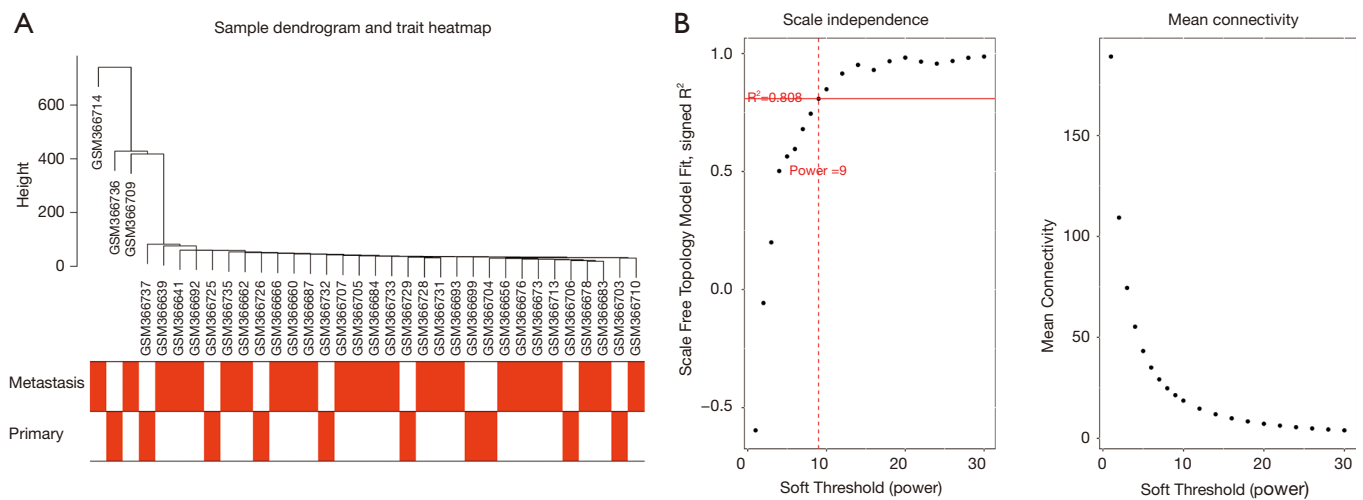 A
Sample dendrogram and trait heatmap
Height
600
400
200
0
GSM366714
GSM366736
GSM366709
GSM366737
GSM366639
GSM366641
GSM366692
GSM366725
GSM366735
GSM366662
GSM366726
GSM366666
GSM366660
GSM366687
GSM366732
GSM366707
GSM366705
GSM366684
GSM366733
GSM366729
GSM366728
GSM366731
GSM366693
GSM366699
GSM366704
GSM366656
GSM366676
GSM366673
GSM366713
GSM366706
GSM366678
GSM366683
GSM366703
GSM366710
Metastasis
Primary
B
Scale independence
Scale Free Topology Model Fit, signed R²
1.0
0.5
0.0
−0.5
R²=0.808
Power =9
0 10 20 30
Soft Threshold (power)
Mean connectivity
Mean Connectivity
150
100
50
0
0 10 20 30
Soft Threshold (power)